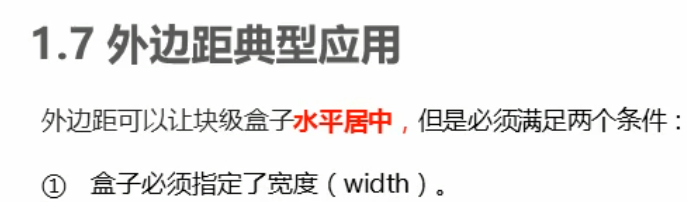 1.7 外边距典型应用
外边距可以让块级盒子水平居中，但是必须满足两个条件：
① 盒子必须指定了宽度（width）。